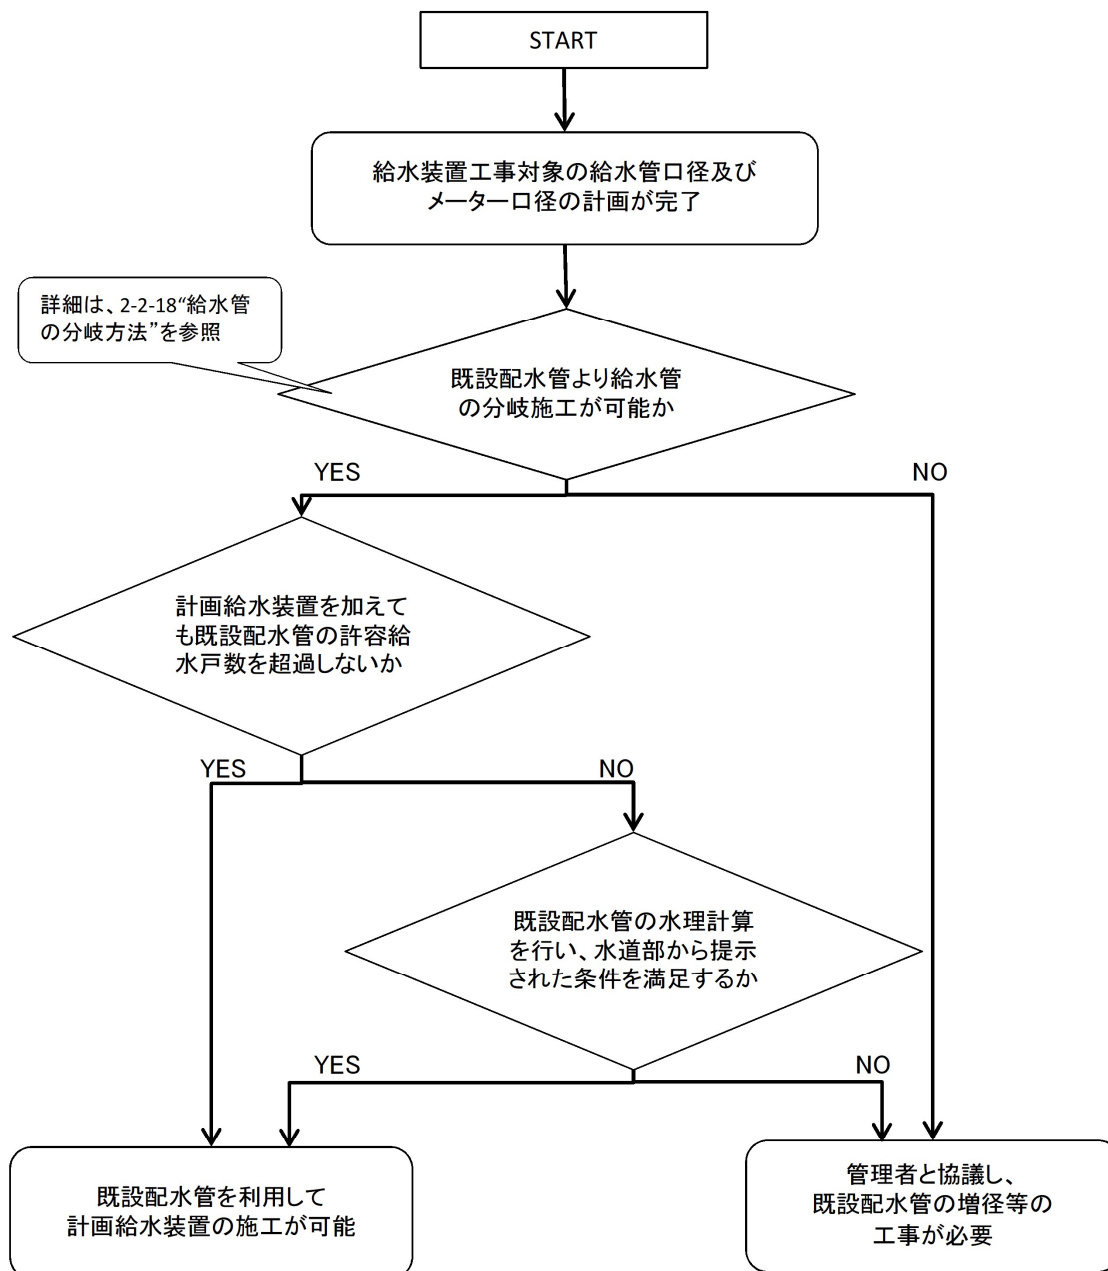 START
給水装置工事対象の給水管口径及び
メーター口径の計画が完了
詳細は、2-2-18“給水管
の分岐方法”を参照
既設配水管より給水管
の分岐施工が可能か
YES
NO
計画給水装置を加えて
も既設配水管の許容給
水戸数を超過しないか
YES
NO
既設配水管の水理計算
を行い、水道部から提示
された条件を満足するか
YES
NO
既設配水管を利用して
計画給水装置の施工が可能
管理者と協議し、
既設配水管の増径等の
工事が必要